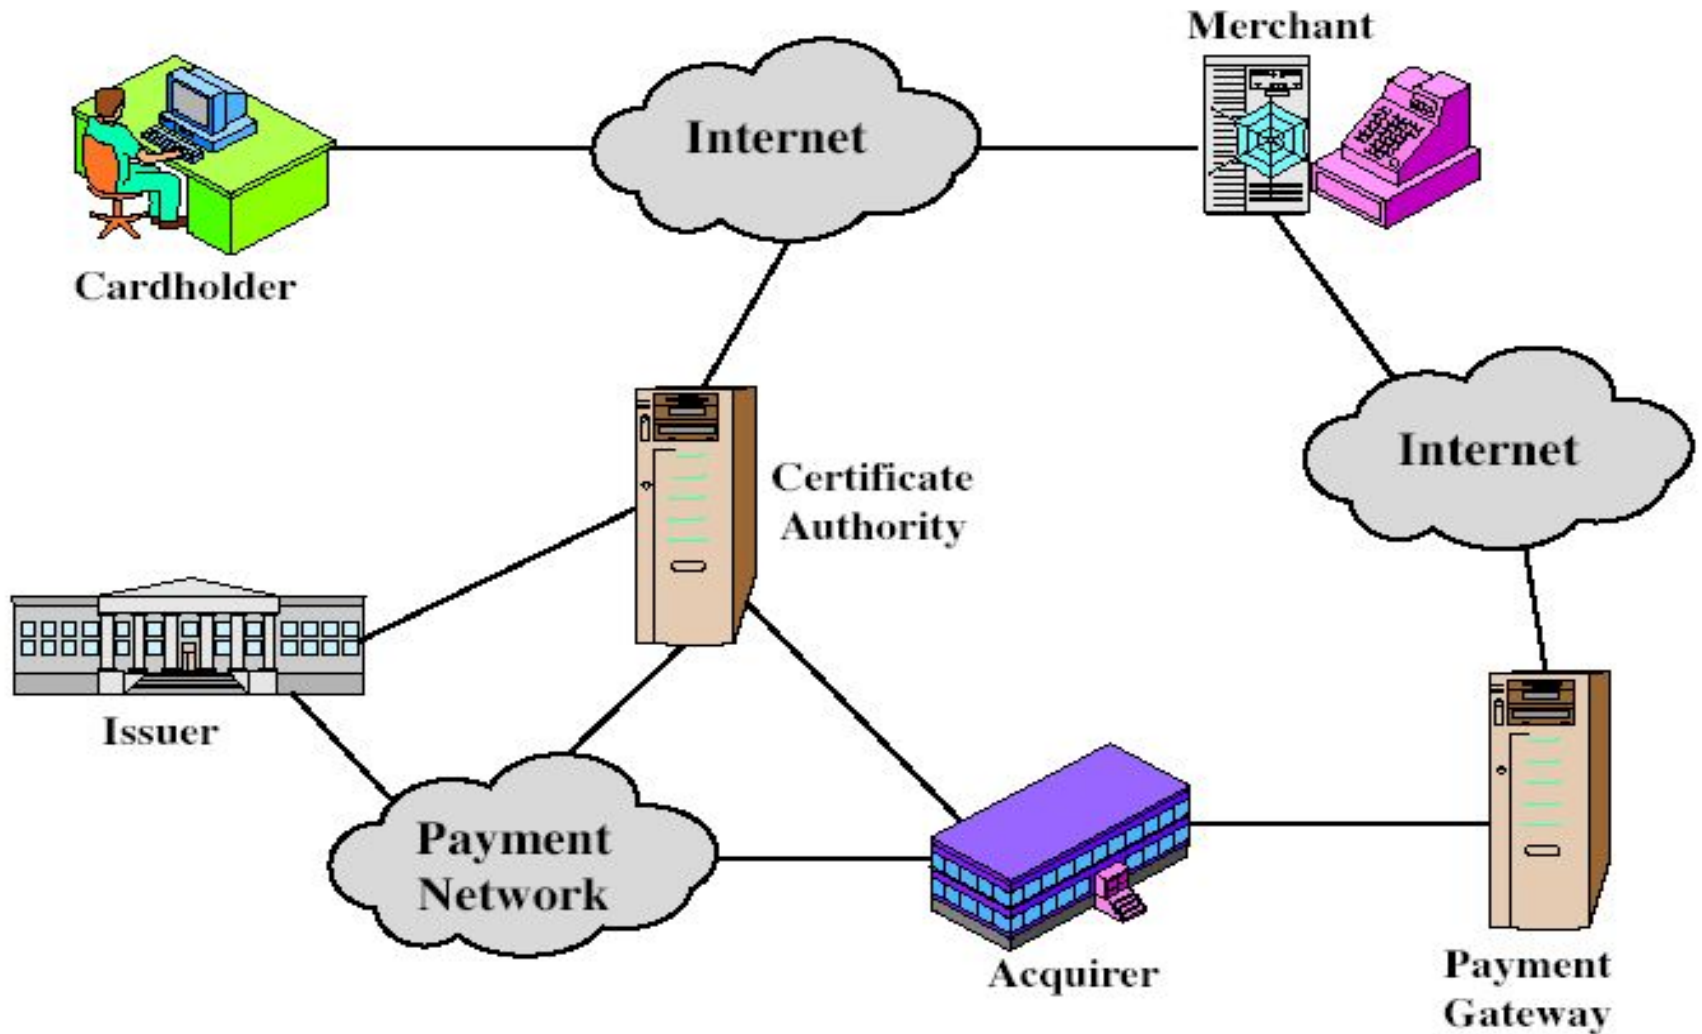 Merchant
Internet
Cardholder
Internet
Certificate
Authority
Issuer
Payment
Network
Acquirer
Payment
Gateway